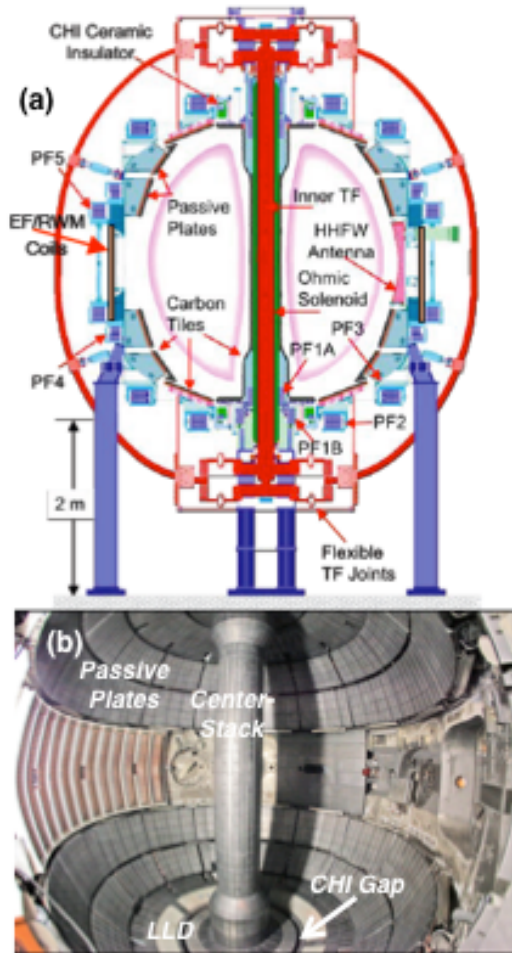 CHI Ceramic
Insulator
(a)
PF5
EF/RWM
Coils
Passive
Plates
Inner TF
HHFW
Antenna
Ohmic
Solenoid
Carbon
Tiles
PF3
PF1A
PF4
PF2
PF1B
2 m
Flexible
TF Joints
(b)
Passive
Plates
Center-
Stack
CHI Gap
LLD